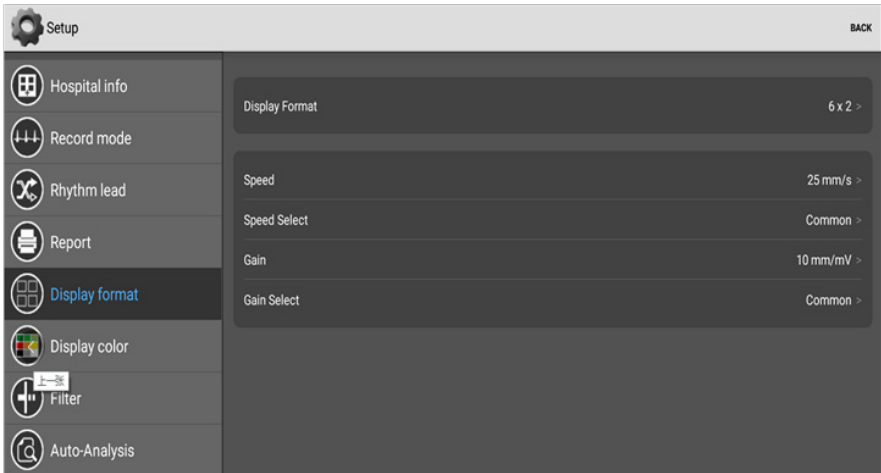 Setup
BACK
Hospital info
Record mode
Rhythm lead
Report
Display format
Display color
上一张
Filter
Auto-Analysis
Display Format 6 x 2 >
Speed 25 mm/s >
Speed Select Common >
Gain 10 mm/mV >
Gain Select Common >